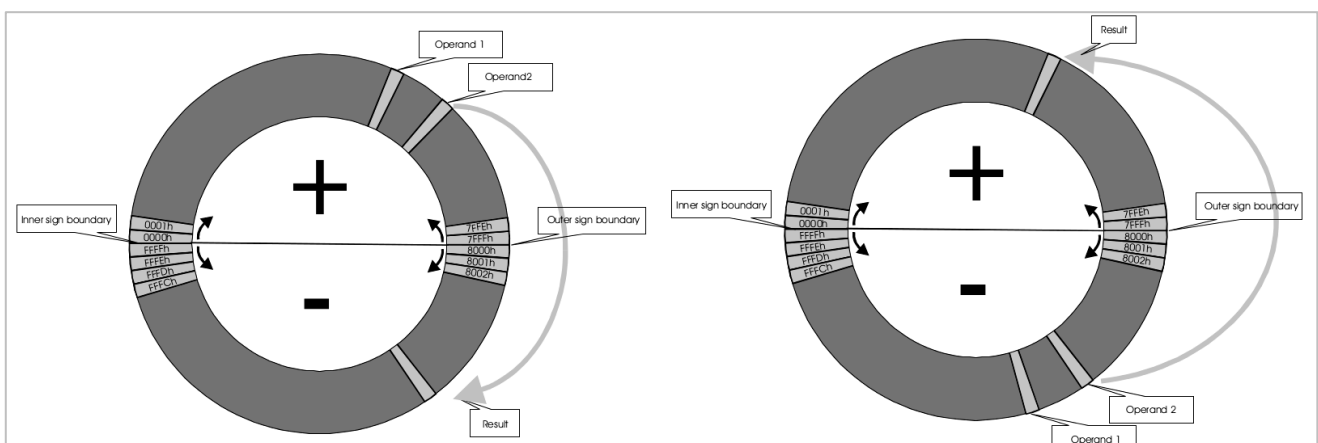 Operand 1
Operand2
+
Inner sign boundary
0001h
0000h
FFFFh
FFFEh
FFFDh
FFFCh
7FFEh
7FFFh
8000h
8001h
8002h
Outer sign boundary
-
Result
Result
+
Inner sign boundary
0001h
0000h
FFFFh
FFFEh
FFFDh
FFFCh
7FFEh
7FFFh
8000h
8001h
8002h
Outer sign boundary
-
Operand 2
Operand 1